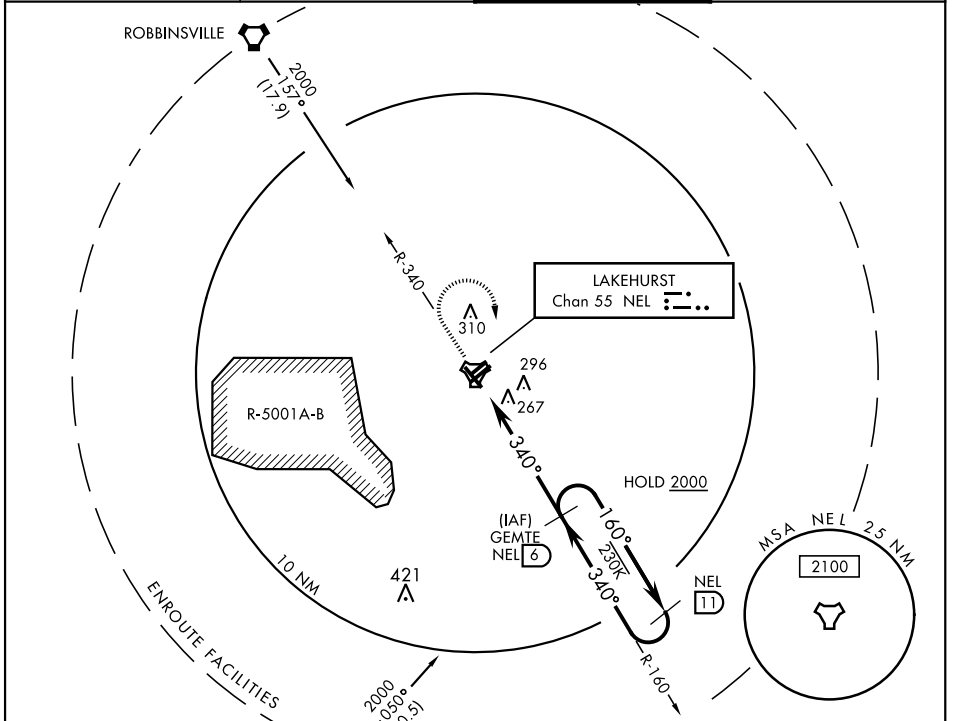 ROBBINSVILLE
2000
157°
(17.9)
R-340
LAKEHURST
Chan 55 NEL
310
296
267
R-5001A-B
340°
HOLD 2000
(IAF)
GEMTE
NEL 6
160°
230K
340°
NEL
11
MSA NEL 25 NM
2100
421
10 NM
ENROUTE FACILITIES
R-160
2000
050°